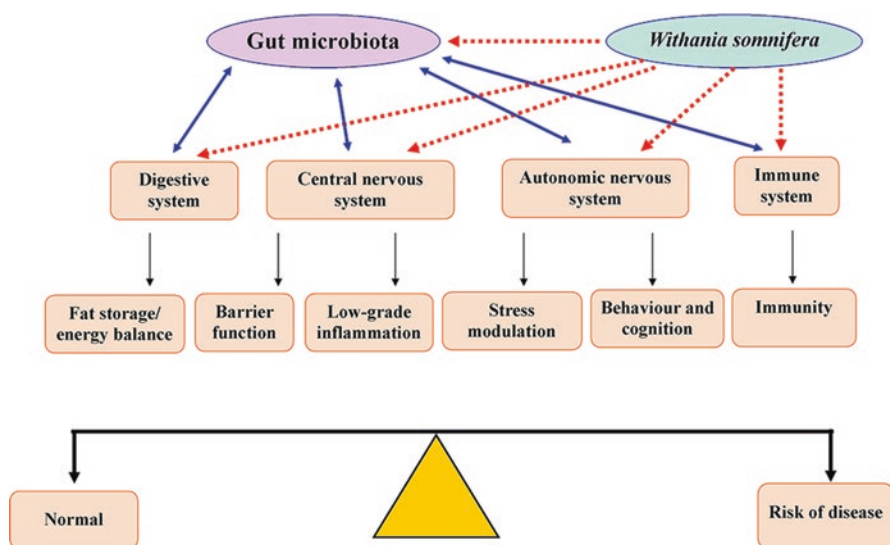 Gut microbiota
Withania somnifera
Digestive
system
Central nervous
system
Autonomic nervous
system
Immune
system
Fat storage/
energy balance
Barrier
function
Low-grade
inflammation
Stress
modulation
Behaviour and
cognition
Immunity
Normal
Risk of disease